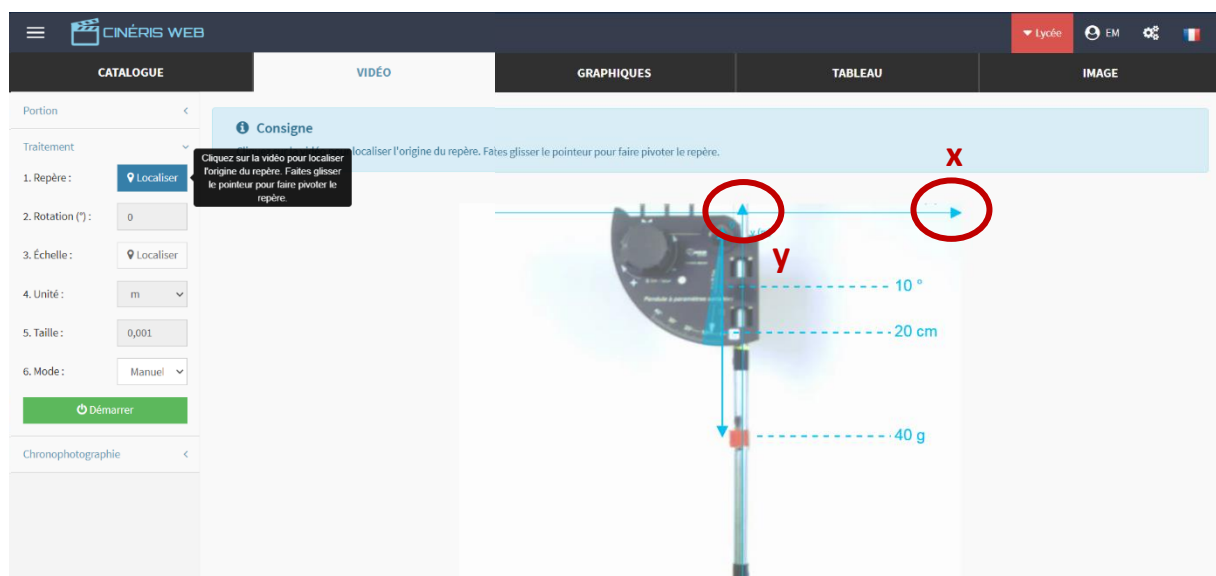 CINÉRIS WEB
Lycée
EM
CATALOGUE
VIDÉO
GRAPHIQUES
TABLEAU
IMAGE
Portion
Traitement
1. Repère :
Localiser
2. Rotation (°) :
0
3. Échelle :
Localiser
4. Unité :
m
5. Taille :
0,001
6. Mode :
Manuel
Démarrer
Chronophotographie
Cliquez sur la vidéo pour localiser
l'origine du repère. Faites glisser
le pointeur pour faire pivoter le
repère.
Consigne
localiser l'origine du repère. Faites glisser le pointeur pour faire pivoter le repère.
x
y
10 °
20 cm
40 g